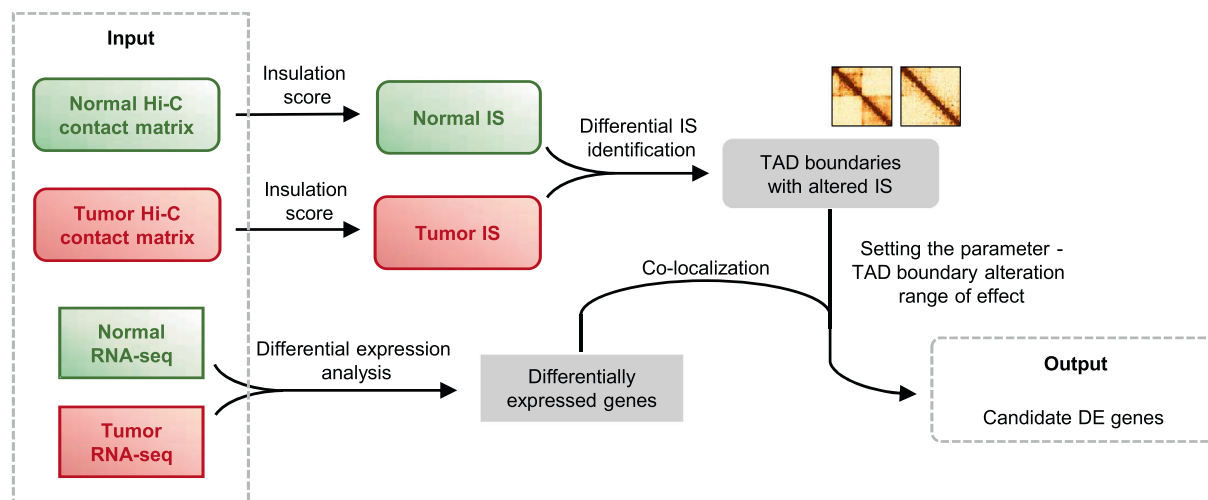 Input
Normal Hi-C
contact matrix
Insulation
score
Normal IS
Differential IS
identification
TAD boundaries
with altered IS
Tumor Hi-C
contact matrix
Insulation
score
Tumor IS
Setting the parameter -
TAD boundary alteration
range of effect
Co-localization
Normal
RNA-seq
Tumor
RNA-seq
Differential expression
analysis
Differentially
expressed genes
Output
Candidate DE genes